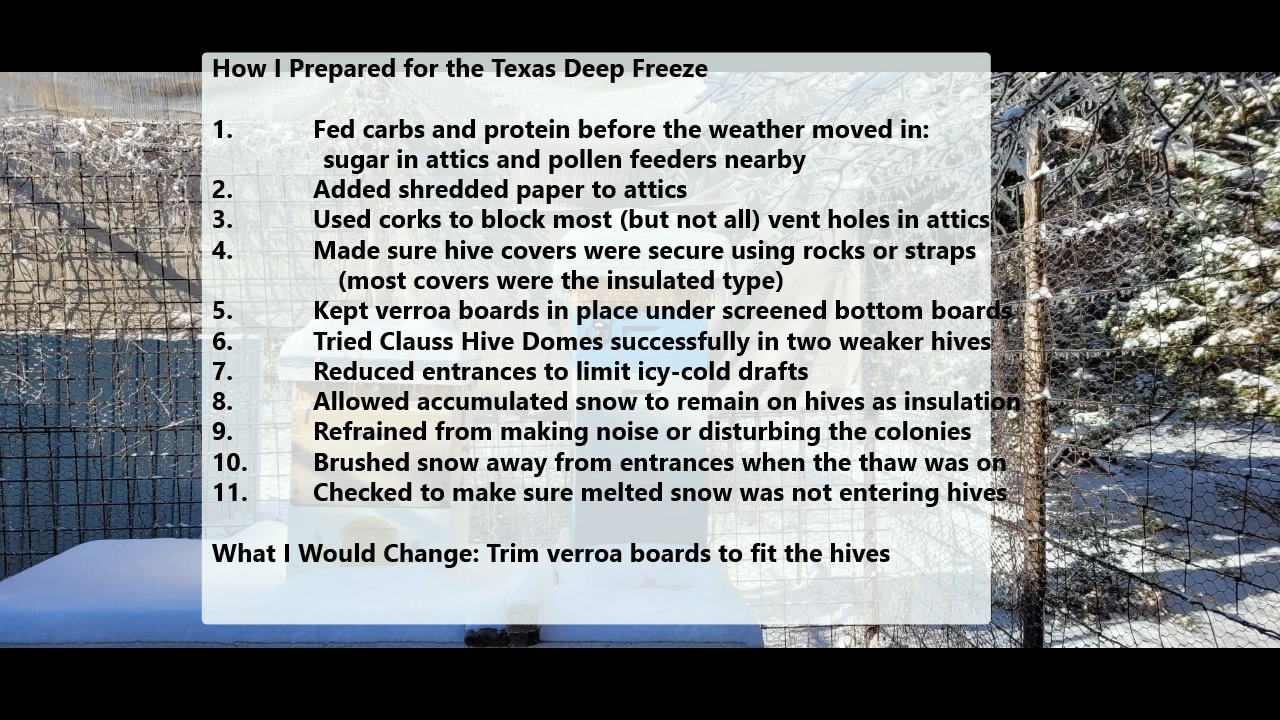 How I Prepared for the Texas Deep Freeze
1. Fed carbs and protein before the weather moved in:
sugar in attics and pollen feeders nearby
2. Added shredded paper to attics
3. Used corks to block most (but not all) vent holes in attics
4. Made sure hive covers were secure using rocks or straps
(most covers were the insulated type)
5. Kept verroa boards in place under screened bottom boards
6. Tried Clauss Hive Domes successfully in two weaker hives
7. Reduced entrances to limit icy-cold drafts
8. Allowed accumulated snow to remain on hives as insulation
9. Refrained from making noise or disturbing the colonies
10. Brushed snow away from entrances when the thaw was on
11. Checked to make sure melted snow was not entering hives
What I Would Change: Trim verroa boards to fit the hives